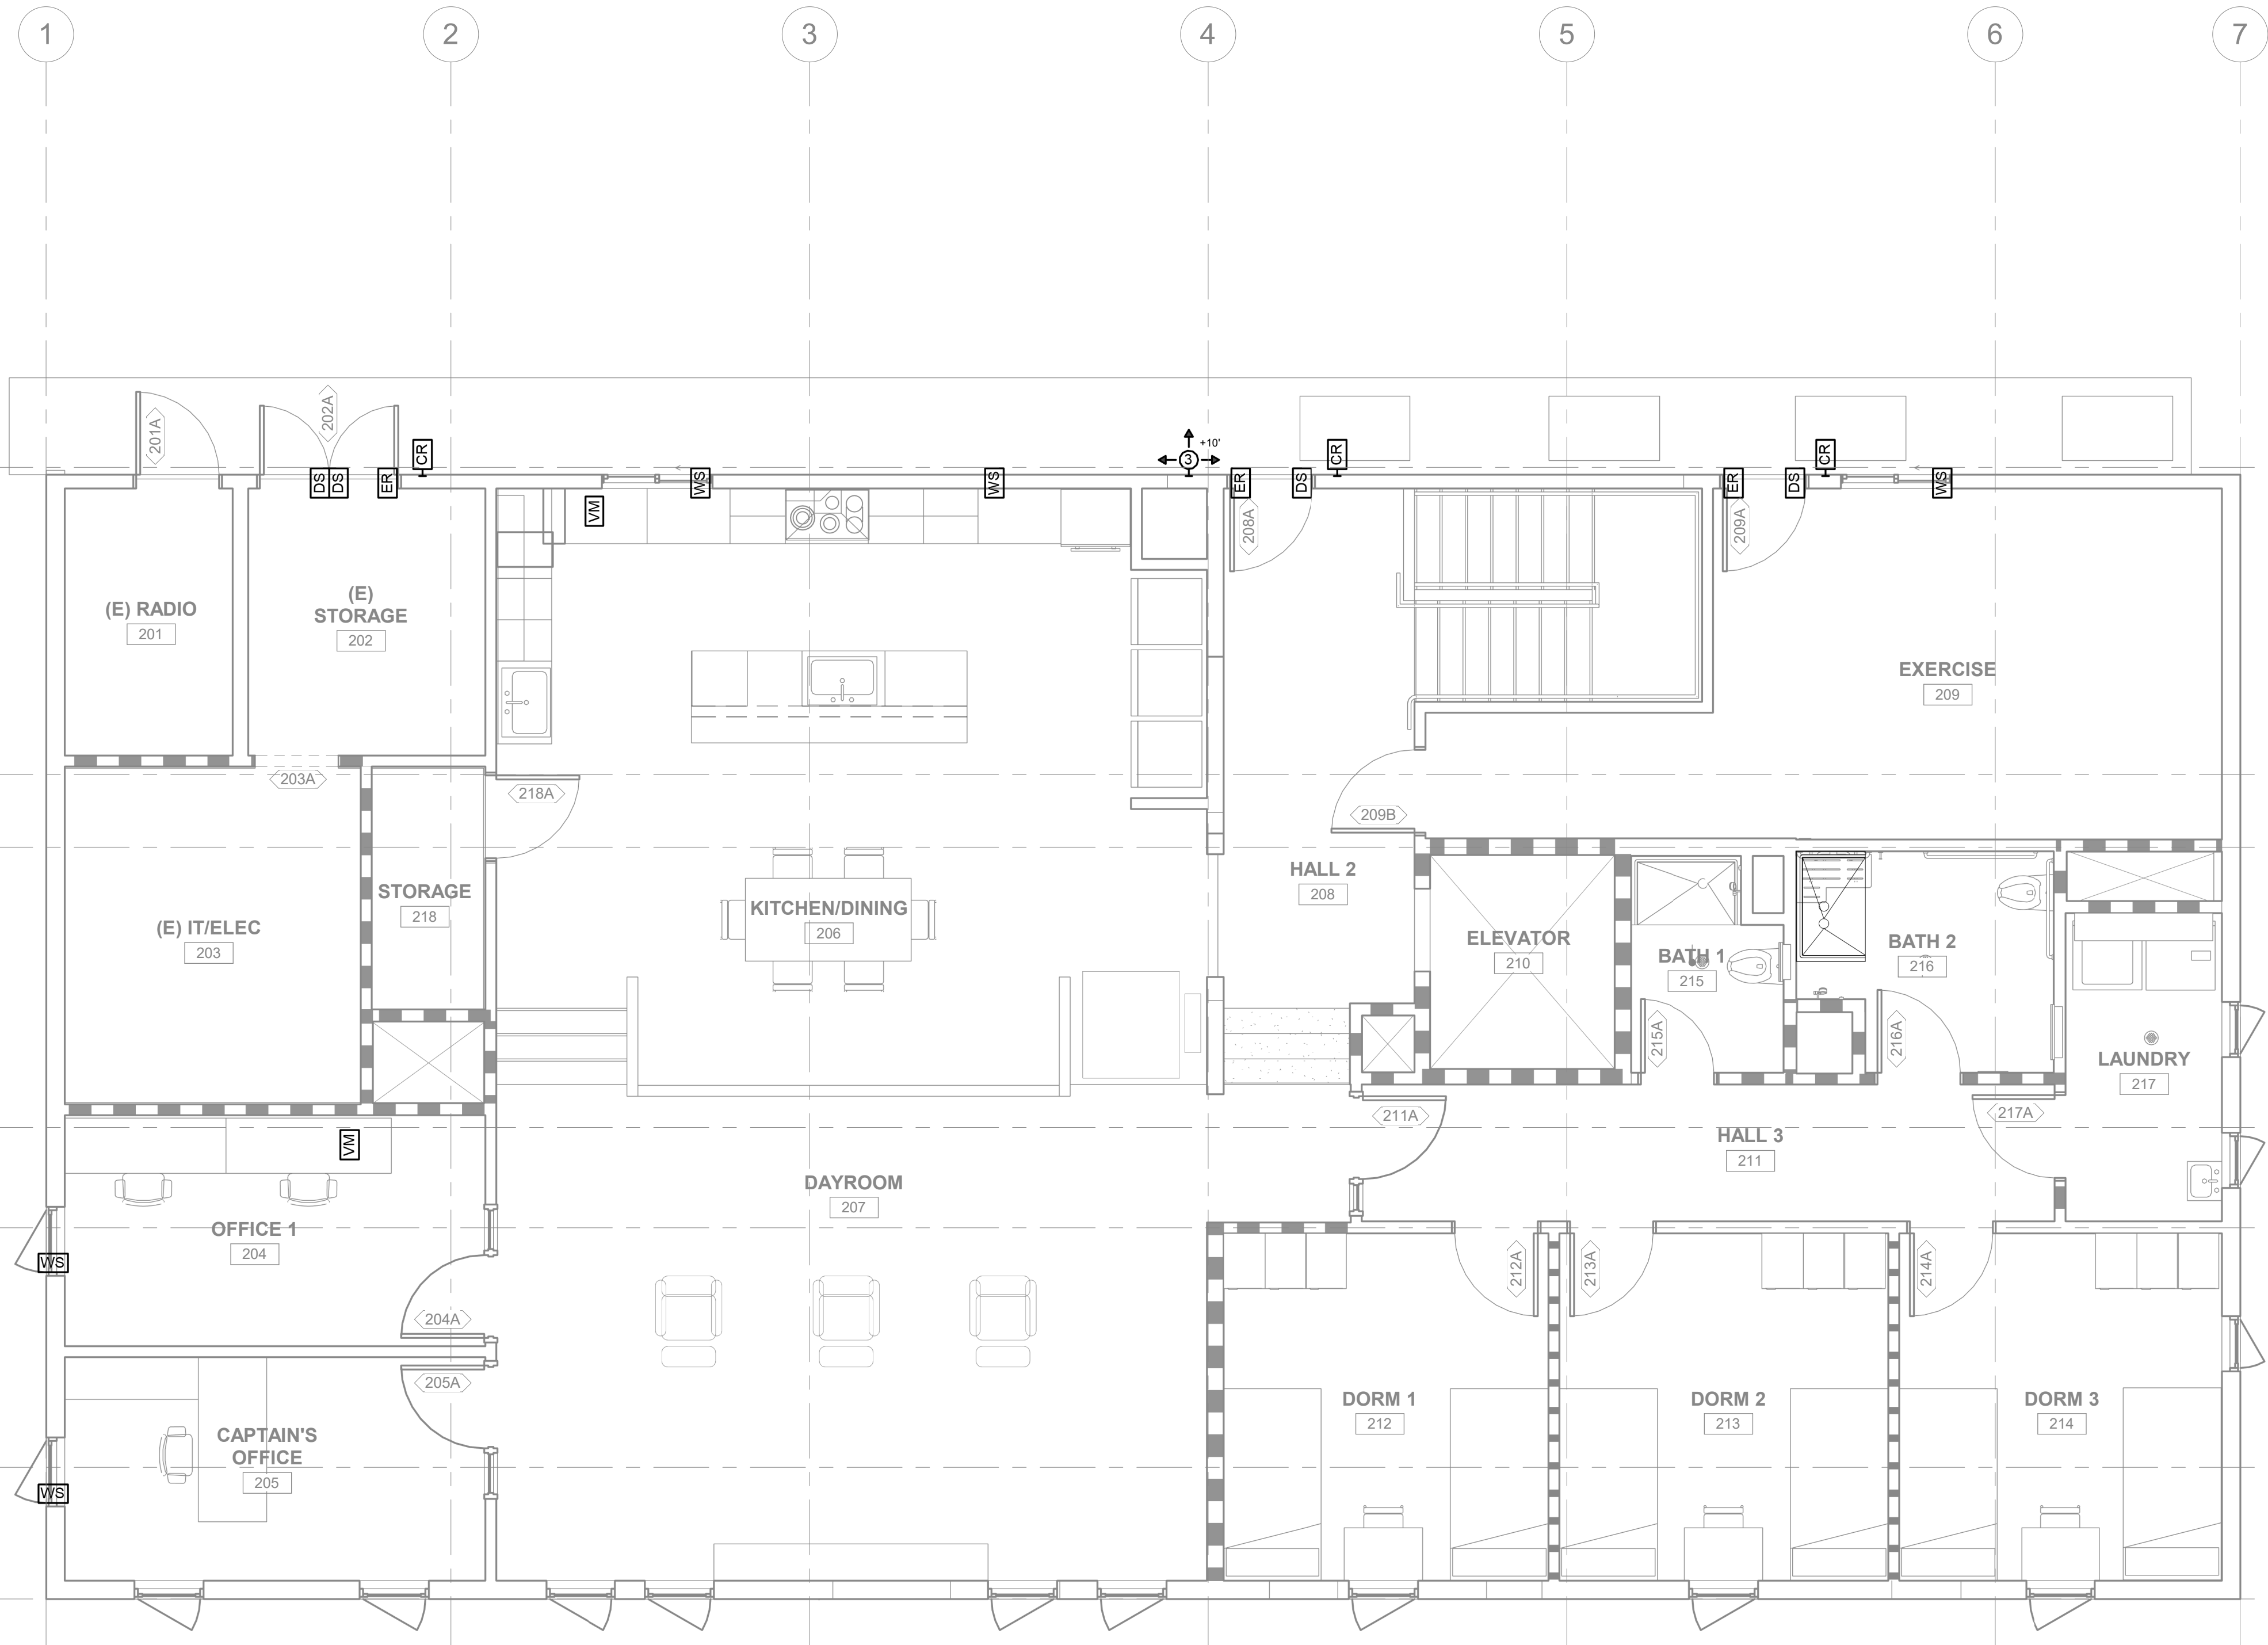 1
2
3
4
5
6
7
201A
202A
CR
+10'
3
CR
CR
DS
DS
ER
WS
WS
ER
DS
ER
DS
WS
VM
208A
209A
(E) RADIO
201
(E)
STORAGE
202
EXERCISE
209
203A
218A
209B
STORAGE
218
HALL 2
208
KITCHEN/DINING
206
(E) IT/ELEC
203
ELEVATOR
210
BATH 1
215
BATH 2
216
215A
216A
LAUNDRY
217
211A
217A
VM
HALL 3
211
DAYROOM
207
OFFICE 1
204
WS
212A
213A
214A
204A
205A
DORM 1
212
DORM 2
213
DORM 3
214
CAPTAIN'S
OFFICE
205
WS